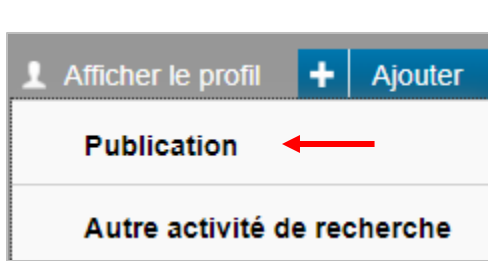 Afficher le profil + Ajouter
Publication
Autre activité de recherche